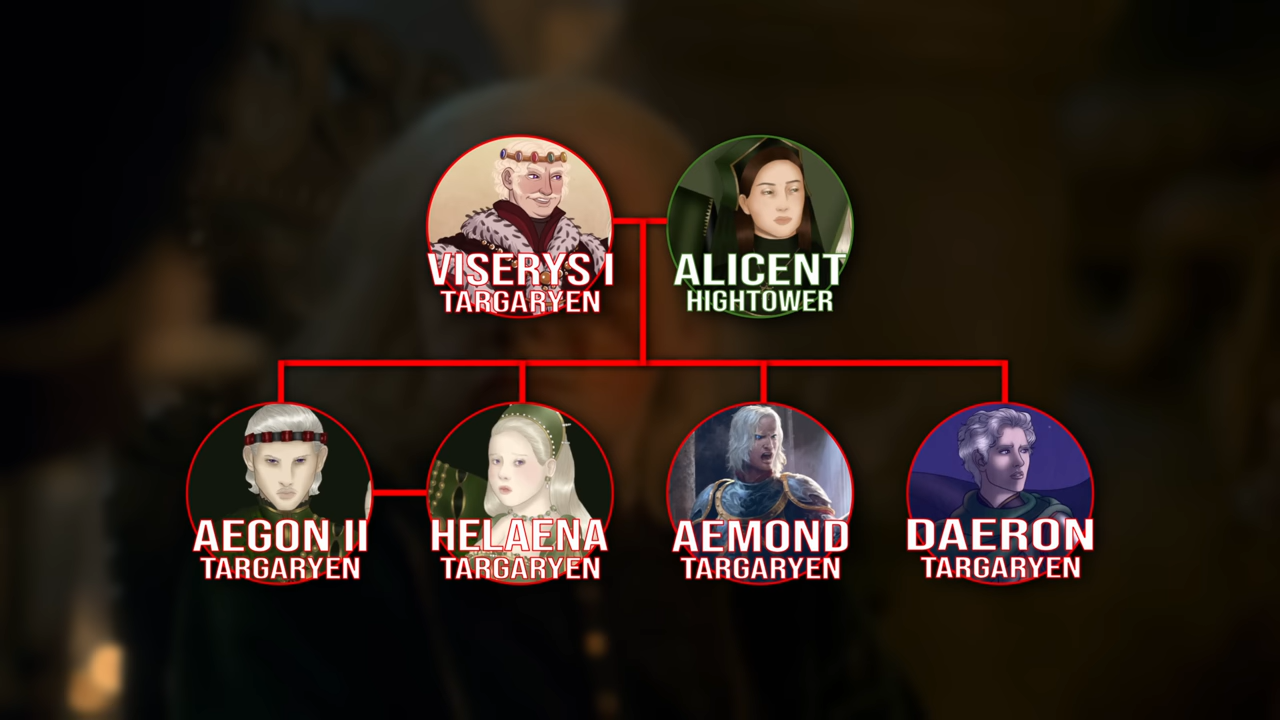 VISERYS I
TARGARYEN
ALICENT
HIGHTOWER
AEGON II
TARGARYEN
HELAENA
TARGARYEN
AEMOND
TARGARYEN
DAERON
TARGARYEN